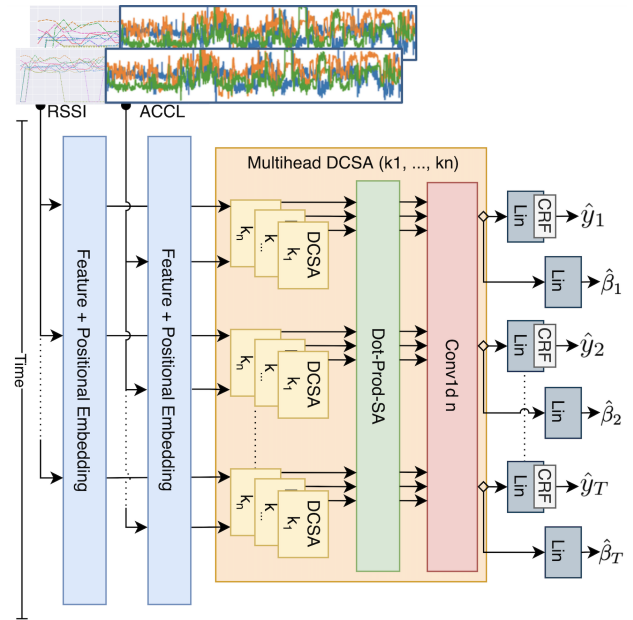 RSSI
ACCL
Time
Feature + Positional Embedding
Feature + Positional Embedding
Multihead DCSA (k1, ..., kn)
kn
k...
k1
DCSA
kn
k...
k1
DCSA
kn
k...
k1
DCSA
Dot-Prod-SA
Conv1d n
Lin
CRF
ŷ1
Lin
β̂1
Lin
CRF
ŷ2
Lin
β̂2
Lin
CRF
ŷT
Lin
β̂T